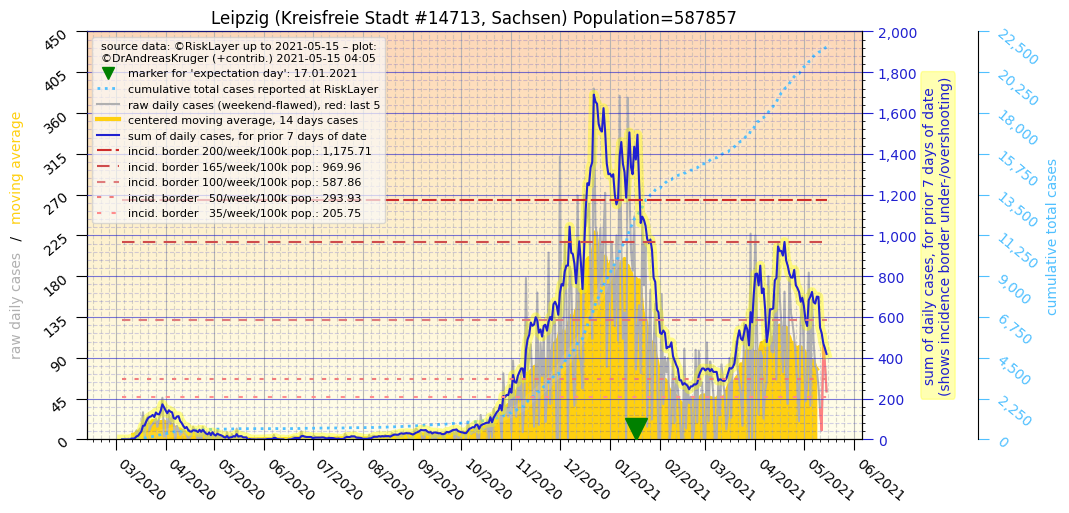 Leipzig (Kreisfreie Stadt #14713, Sachsen) Population=587857
source data: ©RiskLayer up to 2021-05-15 – plot:
©DrAndreasKruger (+contrib.) 2021-05-15 04:05
marker for 'expectation day': 17.01.2021
cumulative total cases reported at RiskLayer
raw daily cases (weekend-flawed), red: last 5
centered moving average, 14 days cases
sum of daily cases, for prior 7 days of date
incid. border 200/week/100k pop.: 1,175.71
incid. border 165/week/100k pop.: 969.96
incid. border 100/week/100k pop.: 587.86
incid. border 50/week/100k pop.: 293.93
incid. border 35/week/100k pop.: 205.75
raw daily cases / moving average
450
405
360
315
270
225
180
135
90
45
0
03/2020
04/2020
05/2020
06/2020
07/2020
08/2020
09/2020
10/2020
11/2020
12/2020
01/2021
02/2021
03/2021
04/2021
05/2021
06/2021
2,000
1,800
1,600
1,400
1,200
1,000
800
600
400
200
0
sum of daily cases, for prior 7 days of date
(shows incidence border under-/overshooting)
22,500
20,250
18,000
15,750
13,500
11,250
9,000
6,750
4,500
2,250
0
cumulative total cases